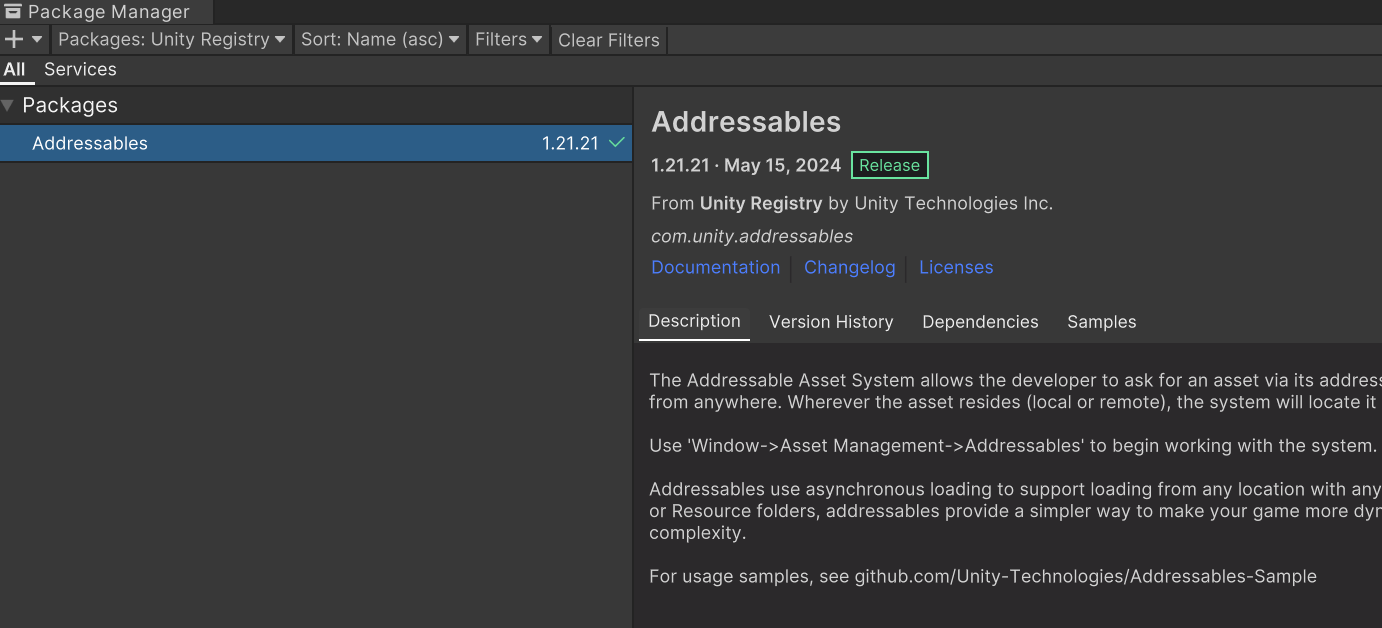 Package Manager
Packages: Unity Registry Sort: Name (asc) Filters Clear Filters
All Services
Packages
Addressables 1.21.21
Addressables
1.21.21 · May 15, 2024 Release
From Unity Registry by Unity Technologies Inc.
com.unity.addressables
Documentation Changelog Licenses
Description Version History Dependencies Samples
The Addressable Asset System allows the developer to ask for an asset via its address
from anywhere. Wherever the asset resides (local or remote), the system will locate it
Use 'Window->Asset Management->Addressables' to begin working with the system.
Addressables use asynchronous loading to support loading from any location with any
or Resource folders, addressables provide a simpler way to make your game more dyn
complexity.
For usage samples, see github.com/Unity-Technologies/Addressables-Sample